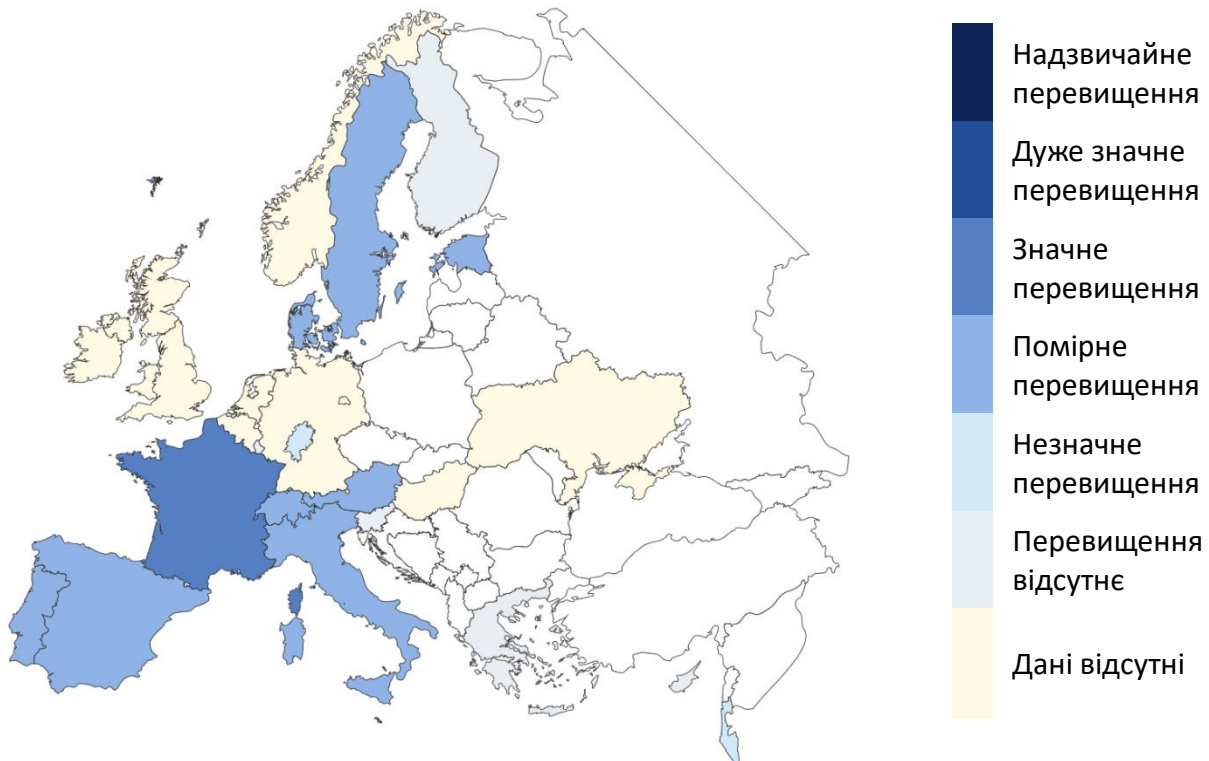 Надзвичайне
перевищення
Дуже значне
перевищення
Значне
перевищення
Помірне
перевищення
Незначне
перевищення
Перевищення
відсутнє
Дані відсутні